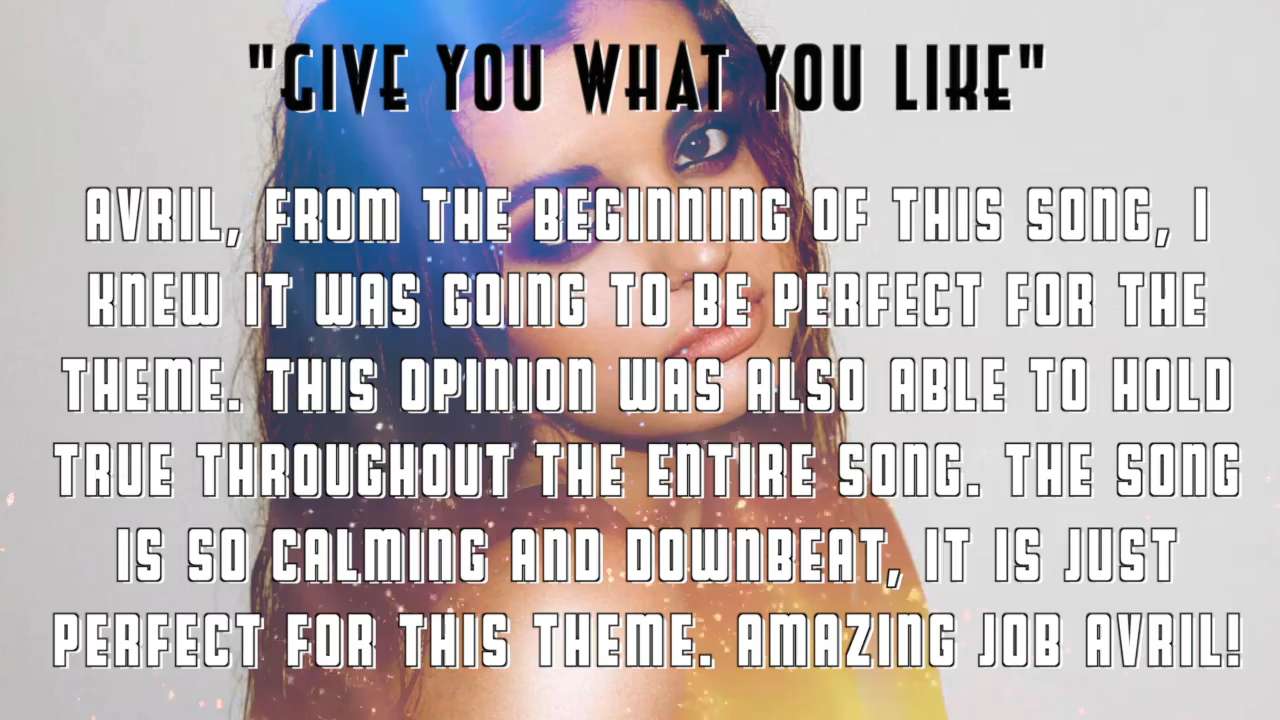 "GIVE YOU WHAT YOU LIKE"
AVRIL, FROM THE BEGINNING OF THIS SONG, I
KNEW IT WAS GOING TO BE PERFECT FOR THE
THEME. THIS OPINION WAS ALSO ABLE TO HOLD
TRUE THROUGHOUT THE ENTIRE SONG. THE SONG
IS SO CALMING AND DOWNBEAT, IT IS JUST
PERFECT FOR THIS THEME. AMAZING JOB AVRIL!